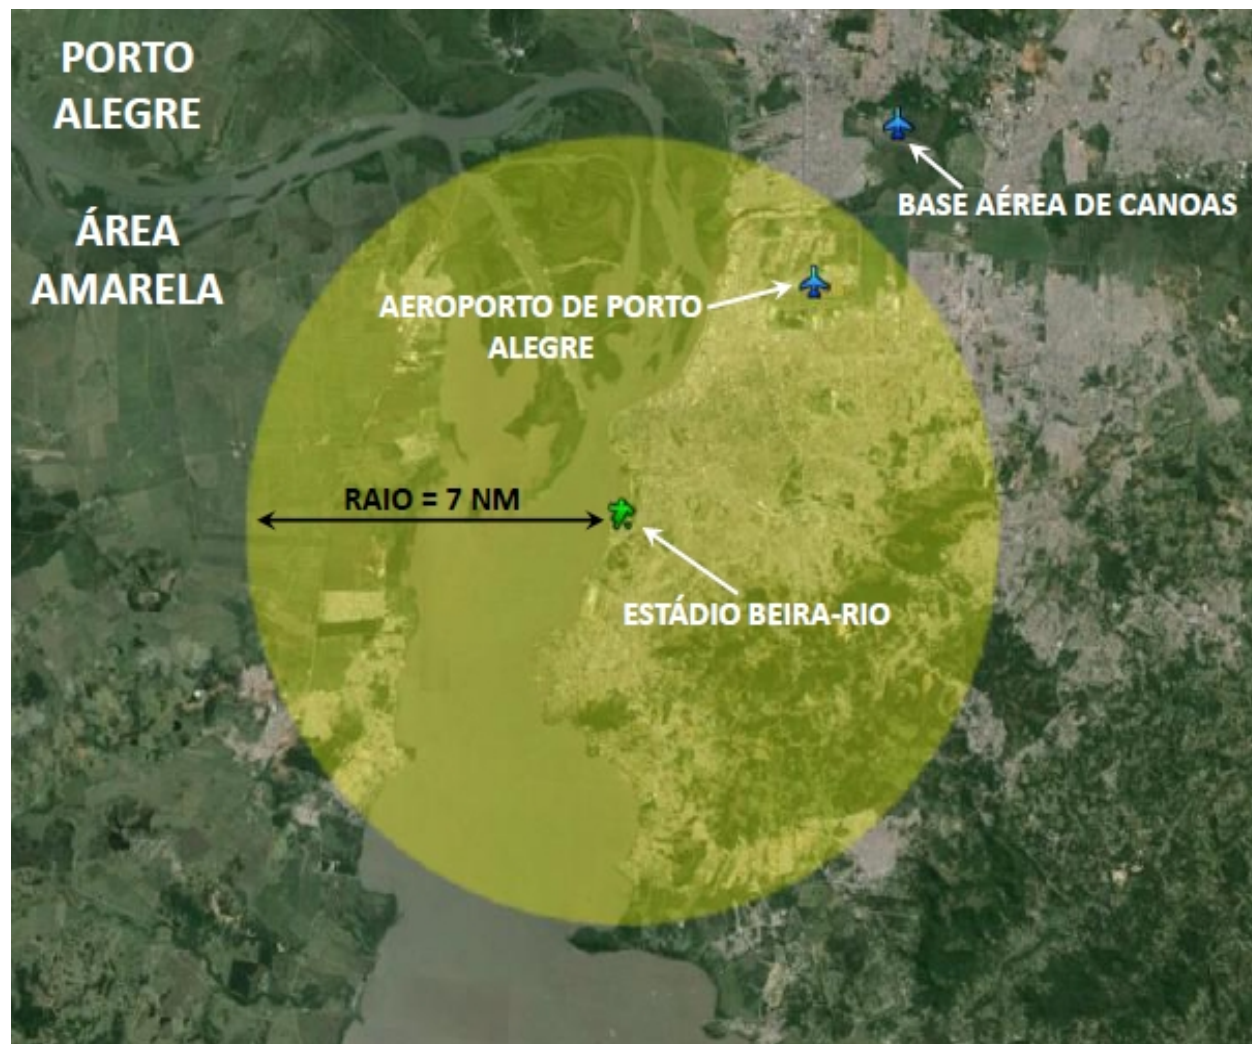 PORTO
ALEGRE
ÁREA
AMARELA
BASE AÉREA DE CANOAS
AEROPORTO DE PORTO
ALEGRE
RAIO = 7 NM
ESTÁDIO BEIRA-RIO